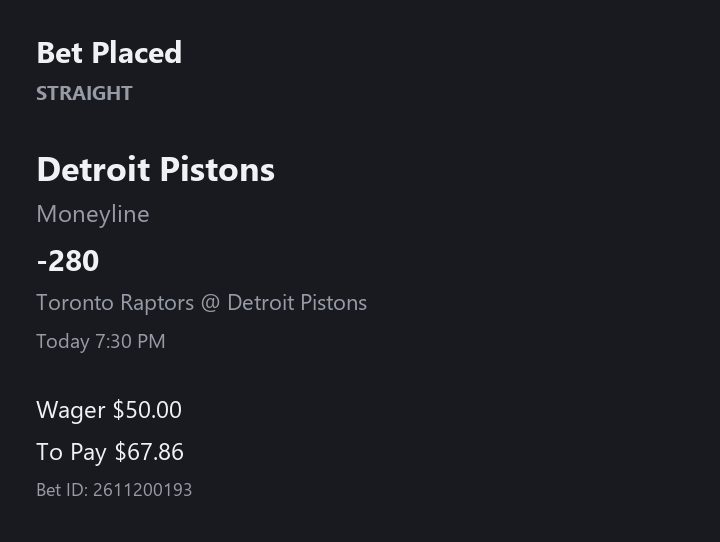 Bet Placed
STRAIGHT
Detroit Pistons
Moneyline
-280
Toronto Raptors @ Detroit Pistons
Today 7:30 PM
Wager $50.00
To Pay $67.86
Bet ID: 2611200193